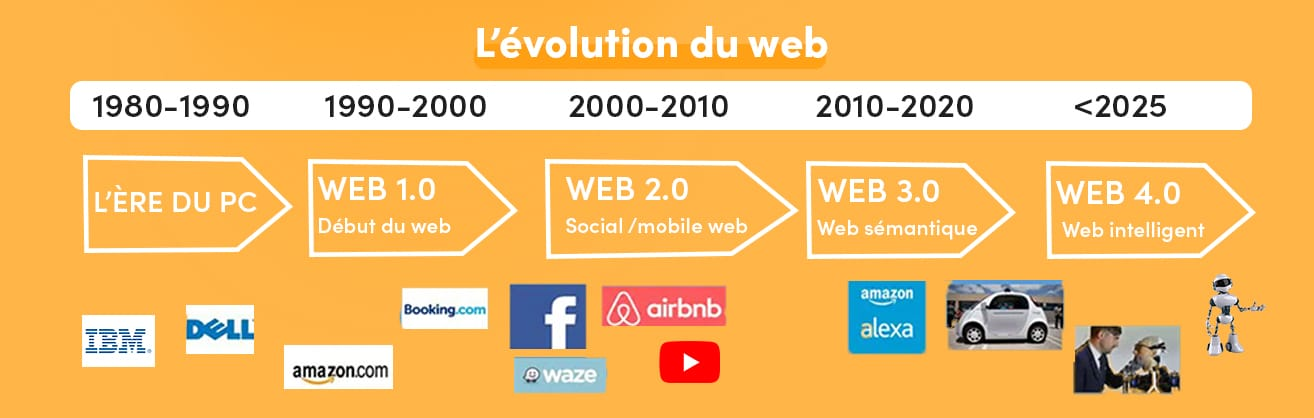 L'évolution du web
1980-1990 1990-2000 2000-2010 2010-2020 <2025
L'ÈRE DU PC
WEB 1.0
Début du web
WEB 2.0
Social /mobile web
WEB 3.0
Web sémantique
WEB 4.0
Web intelligent
IBM.
DELL
amazon.com
Booking.com
f
airbnb
waze
amazon
alexa